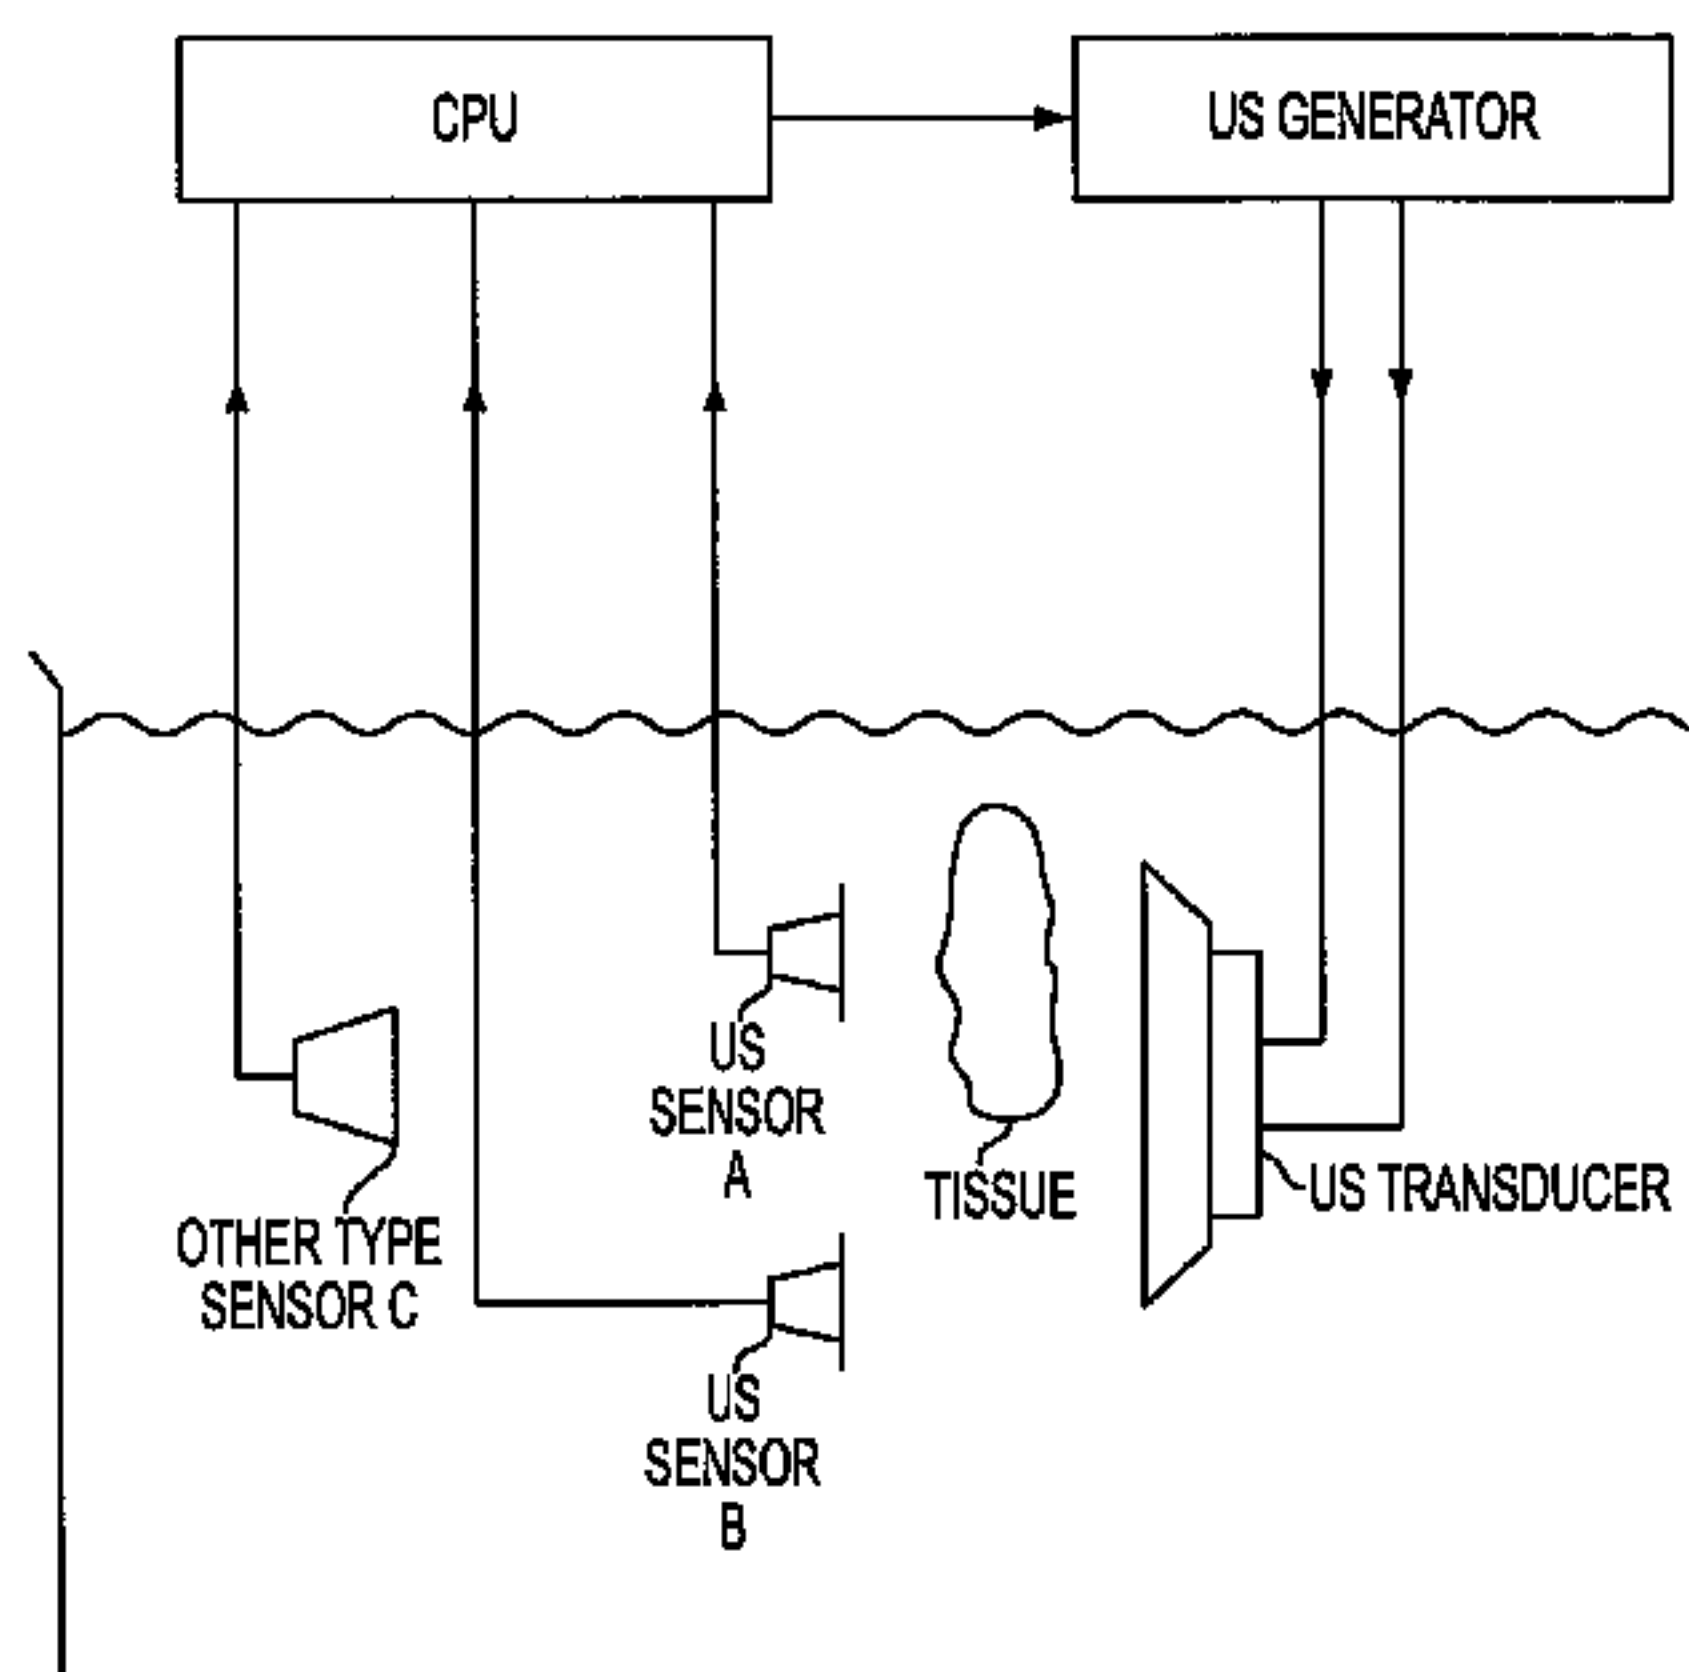 CPU
US GENERATOR
US
SENSOR
A
TISSUE
US TRANSDUCER
OTHER TYPE
SENSOR C
US
SENSOR
B